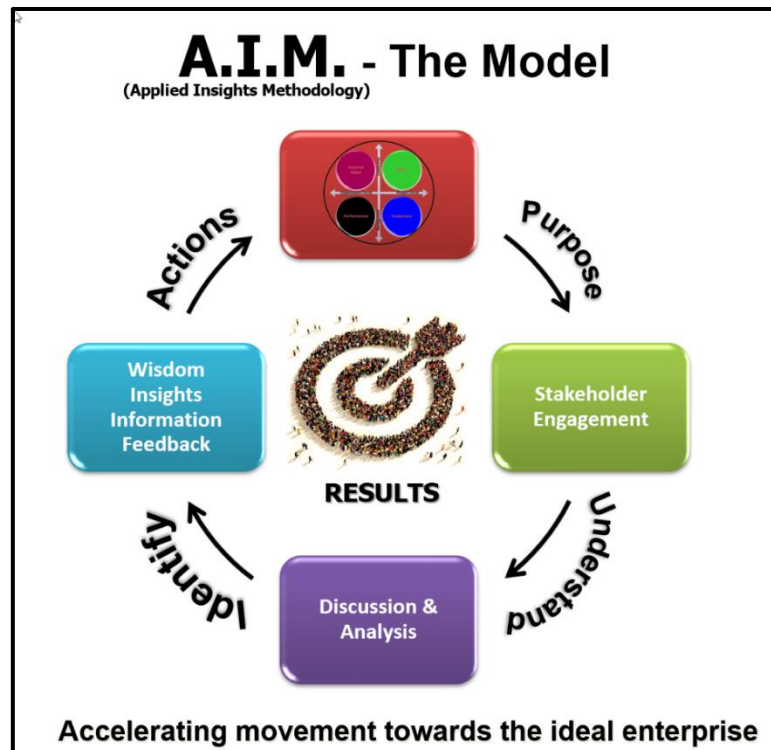 A.I.M. - The Model
(Applied Insights Methodology)
Purpose
Stakeholder
Engagement
Understand
Discussion &
Analysis
Identify
Wisdom
Insights
Information
Feedback
Actions
RESULTS
Accelerating movement towards the ideal enterprise